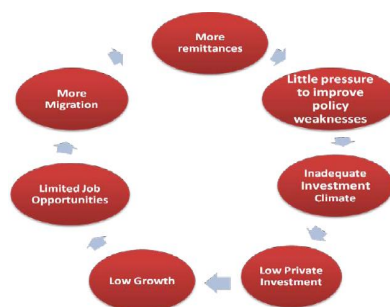 More
remittances
Little pressure
to improve
policy
weaknesses
Inadequate
Investment
Climate
Low Private
Investment
Low Growth
Limited Job
Opportunities
More
Migration